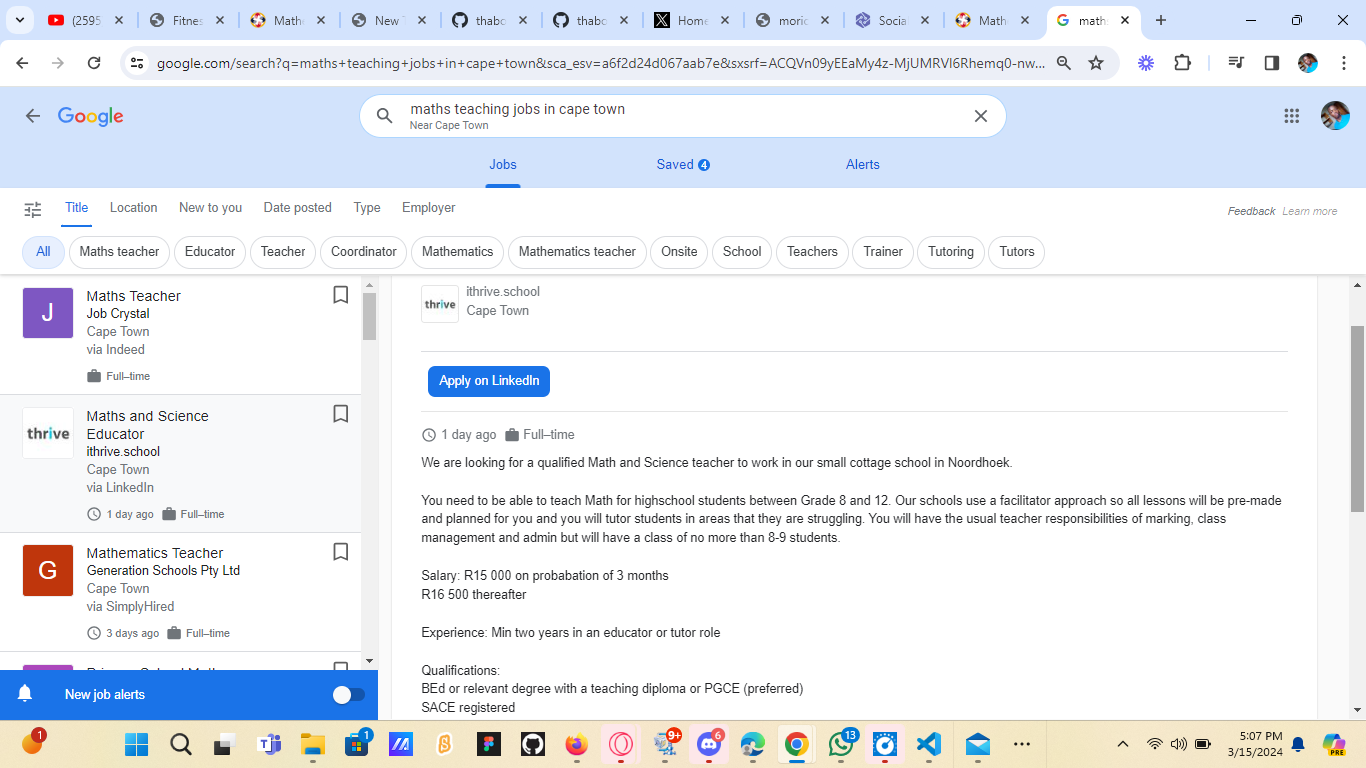 (2595
Fitnes
Mathe
New T
thabo
thabo
Home
moric
Socia
Mathe
maths
google.com/search?q=maths+teaching+jobs+in+cape+town&sca_esv=a6f2d24d067aab7e&sxsrf=ACQVn09yEEaMy4z-MjUMRVl6Rhemq0-nw...
Google
maths teaching jobs in cape town
Near Cape Town
Jobs
Saved 4
Alerts
Title
Location
New to you
Date posted
Type
Employer
Feedback
Learn more
All
Maths teacher
Educator
Teacher
Coordinator
Mathematics
Mathematics teacher
Onsite
School
Teachers
Trainer
Tutoring
Tutors
J
Maths Teacher
Job Crystal
Cape Town
via Indeed
Full–time
thrive
Maths and Science
Educator
ithrive.school
Cape Town
via LinkedIn
1 day ago
Full–time
G
Mathematics Teacher
Generation Schools Pty Ltd
Cape Town
via SimplyHired
3 days ago
Full–time
New job alerts
thrive
ithrive.school
Cape Town
Apply on LinkedIn
1 day ago
Full–time
We are looking for a qualified Math and Science teacher to work in our small cottage school in Noordhoek.
You need to be able to teach Math for highschool students between Grade 8 and 12. Our schools use a facilitator approach so all lessons will be pre-made
and planned for you and you will tutor students in areas that they are struggling. You will have the usual teacher responsibilities of marking, class
management and admin but will have a class of no more than 8-9 students.
Salary: R15 000 on probabation of 3 months
R16 500 thereafter
Experience: Min two years in an educator or tutor role
Qualifications:
BEd or relevant degree with a teaching diploma or PGCE (preferred)
SACE registered
1
1
9+
6
13
5:07 PM
3/15/2024
PRE